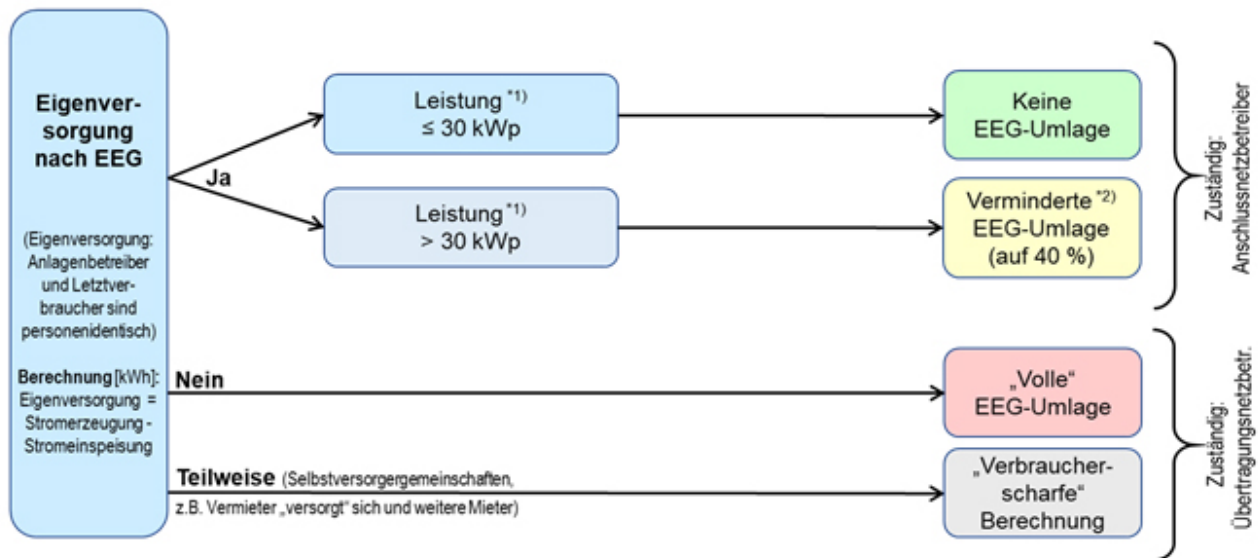 Eigenver-
sorgung
nach EEG
(Eigenversorgung:
Anlagenbetreiber
und Letztver-
braucher sind
personenidentisch)
Berechnung [kWh]:
Eigenversorgung =
Stromerzeugung -
Stromeinspeisung
Ja
Leistung *1)
≤ 30 kWp
Keine
EEG-Umlage
Leistung *1)
> 30 kWp
Verminderte *2)
EEG-Umlage
(auf 40 %)
Zuständig:
Anschlussnetzbetreiber
Nein
„Volle“
EEG-Umlage
Teilweise (Selbstversorgergemeinschaften,
z.B. Vermieter „versorgt“ sich und weitere Mieter)
„Verbraucher-
scharfe“
Berechnung
Zuständig:
Übertragungsnetzbetr.